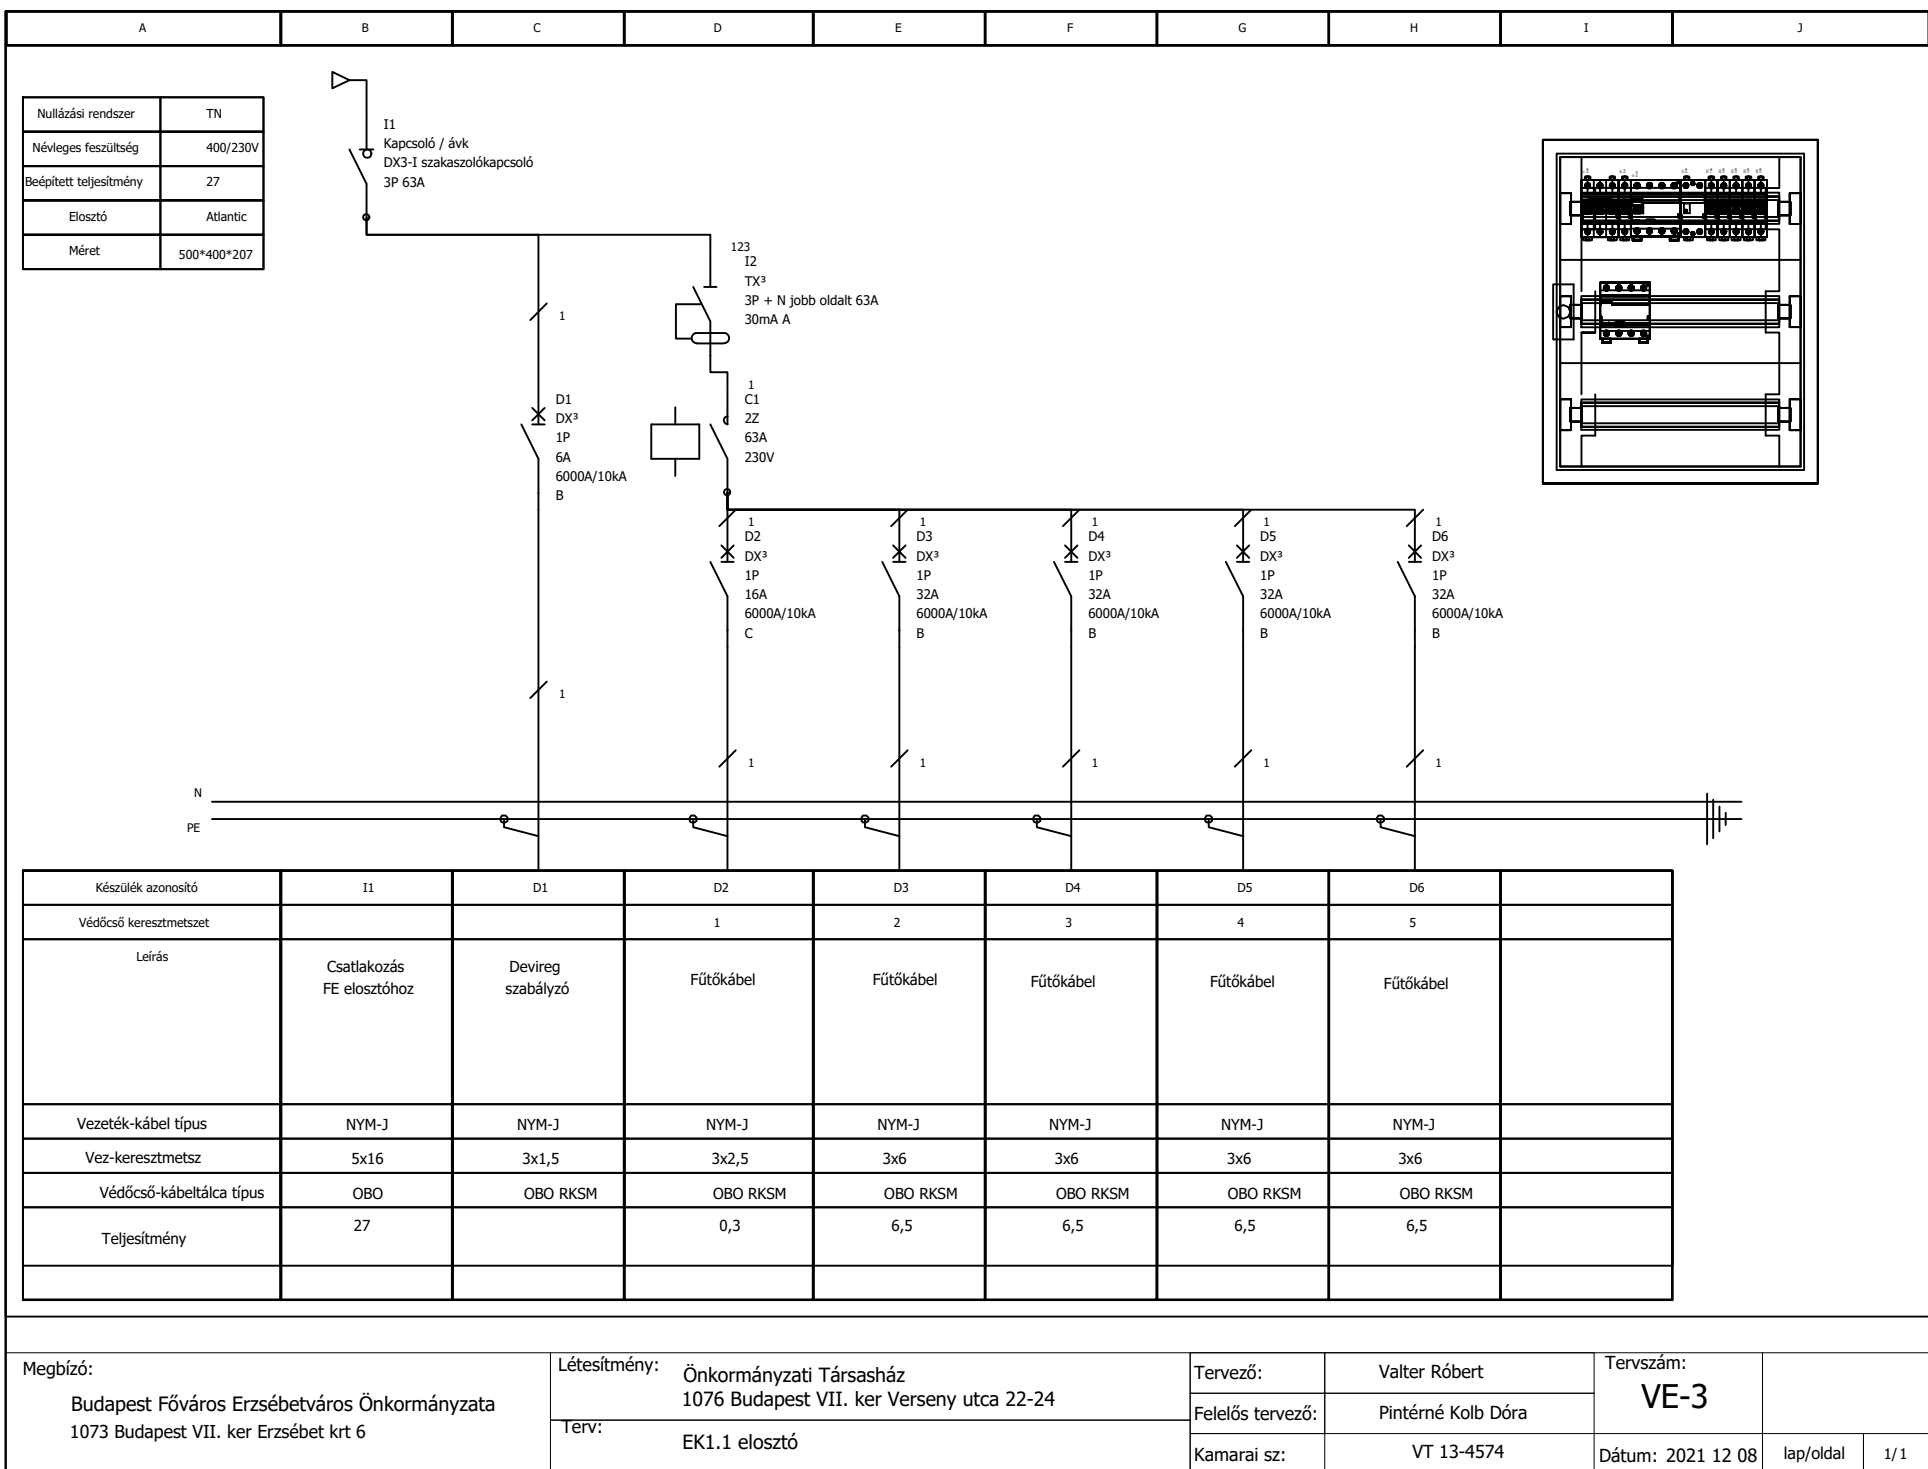 A B C D E F G H I J
Nullázási rendszer TN
Névleges feszültség 400/230V
Beépített teljesítmény 27
Elosztó Atlantic
Méret 500*400*207
I1
Kapcsoló / ávk
DX3-I szakaszolókapcsoló
3P 63A
123
I2
TX³
3P + N jobb oldalt 63A
30mA A
1
D1
DX³
1P
6A
6000A/10kA
B
1
1
C1
2Z
63A
230V
1
D2
DX³
1P
16A
6000A/10kA
C
1
1
D3
DX³
1P
32A
6000A/10kA
B
1
1
D4
DX³
1P
32A
6000A/10kA
B
1
1
D5
DX³
1P
32A
6000A/10kA
B
1
1
D6
DX³
1P
32A
6000A/10kA
B
1
N
PE
Készülék azonosító I1 D1 D2 D3 D4 D5 D6
Védőcső keresztmetszet 1 2 3 4 5
Leírás
Csatlakozás
FE elosztóhoz
Devireg
szabályzó
Fűtőkábel Fűtőkábel Fűtőkábel Fűtőkábel Fűtőkábel
Vezeték-kábel típus NYM-J NYM-J NYM-J NYM-J NYM-J NYM-J NYM-J
Vez-keresztmetsz 5x16 3x1,5 3x2,5 3x6 3x6 3x6 3x6
Védőcső-kábeltálca típus OBO OBO RKSM OBO RKSM OBO RKSM OBO RKSM OBO RKSM OBO RKSM
Teljesítmény 27 0,3 6,5 6,5 6,5 6,5
Megbízó:
Budapest Főváros Erzsébetváros Önkormányzata
1073 Budapest VII. ker Erzsébet krt 6
Létesítmény: Önkormányzati Társasház
1076 Budapest VII. ker Verseny utca 22-24
Terv:
EK1.1 elosztó
Tervező: Valter Róbert
Felelős tervező: Pintérné Kolb Dóra
Kamarai sz: VT 13-4574
Tervszám:
VE-3
Dátum: 2021 12 08 lap/oldal 1/1